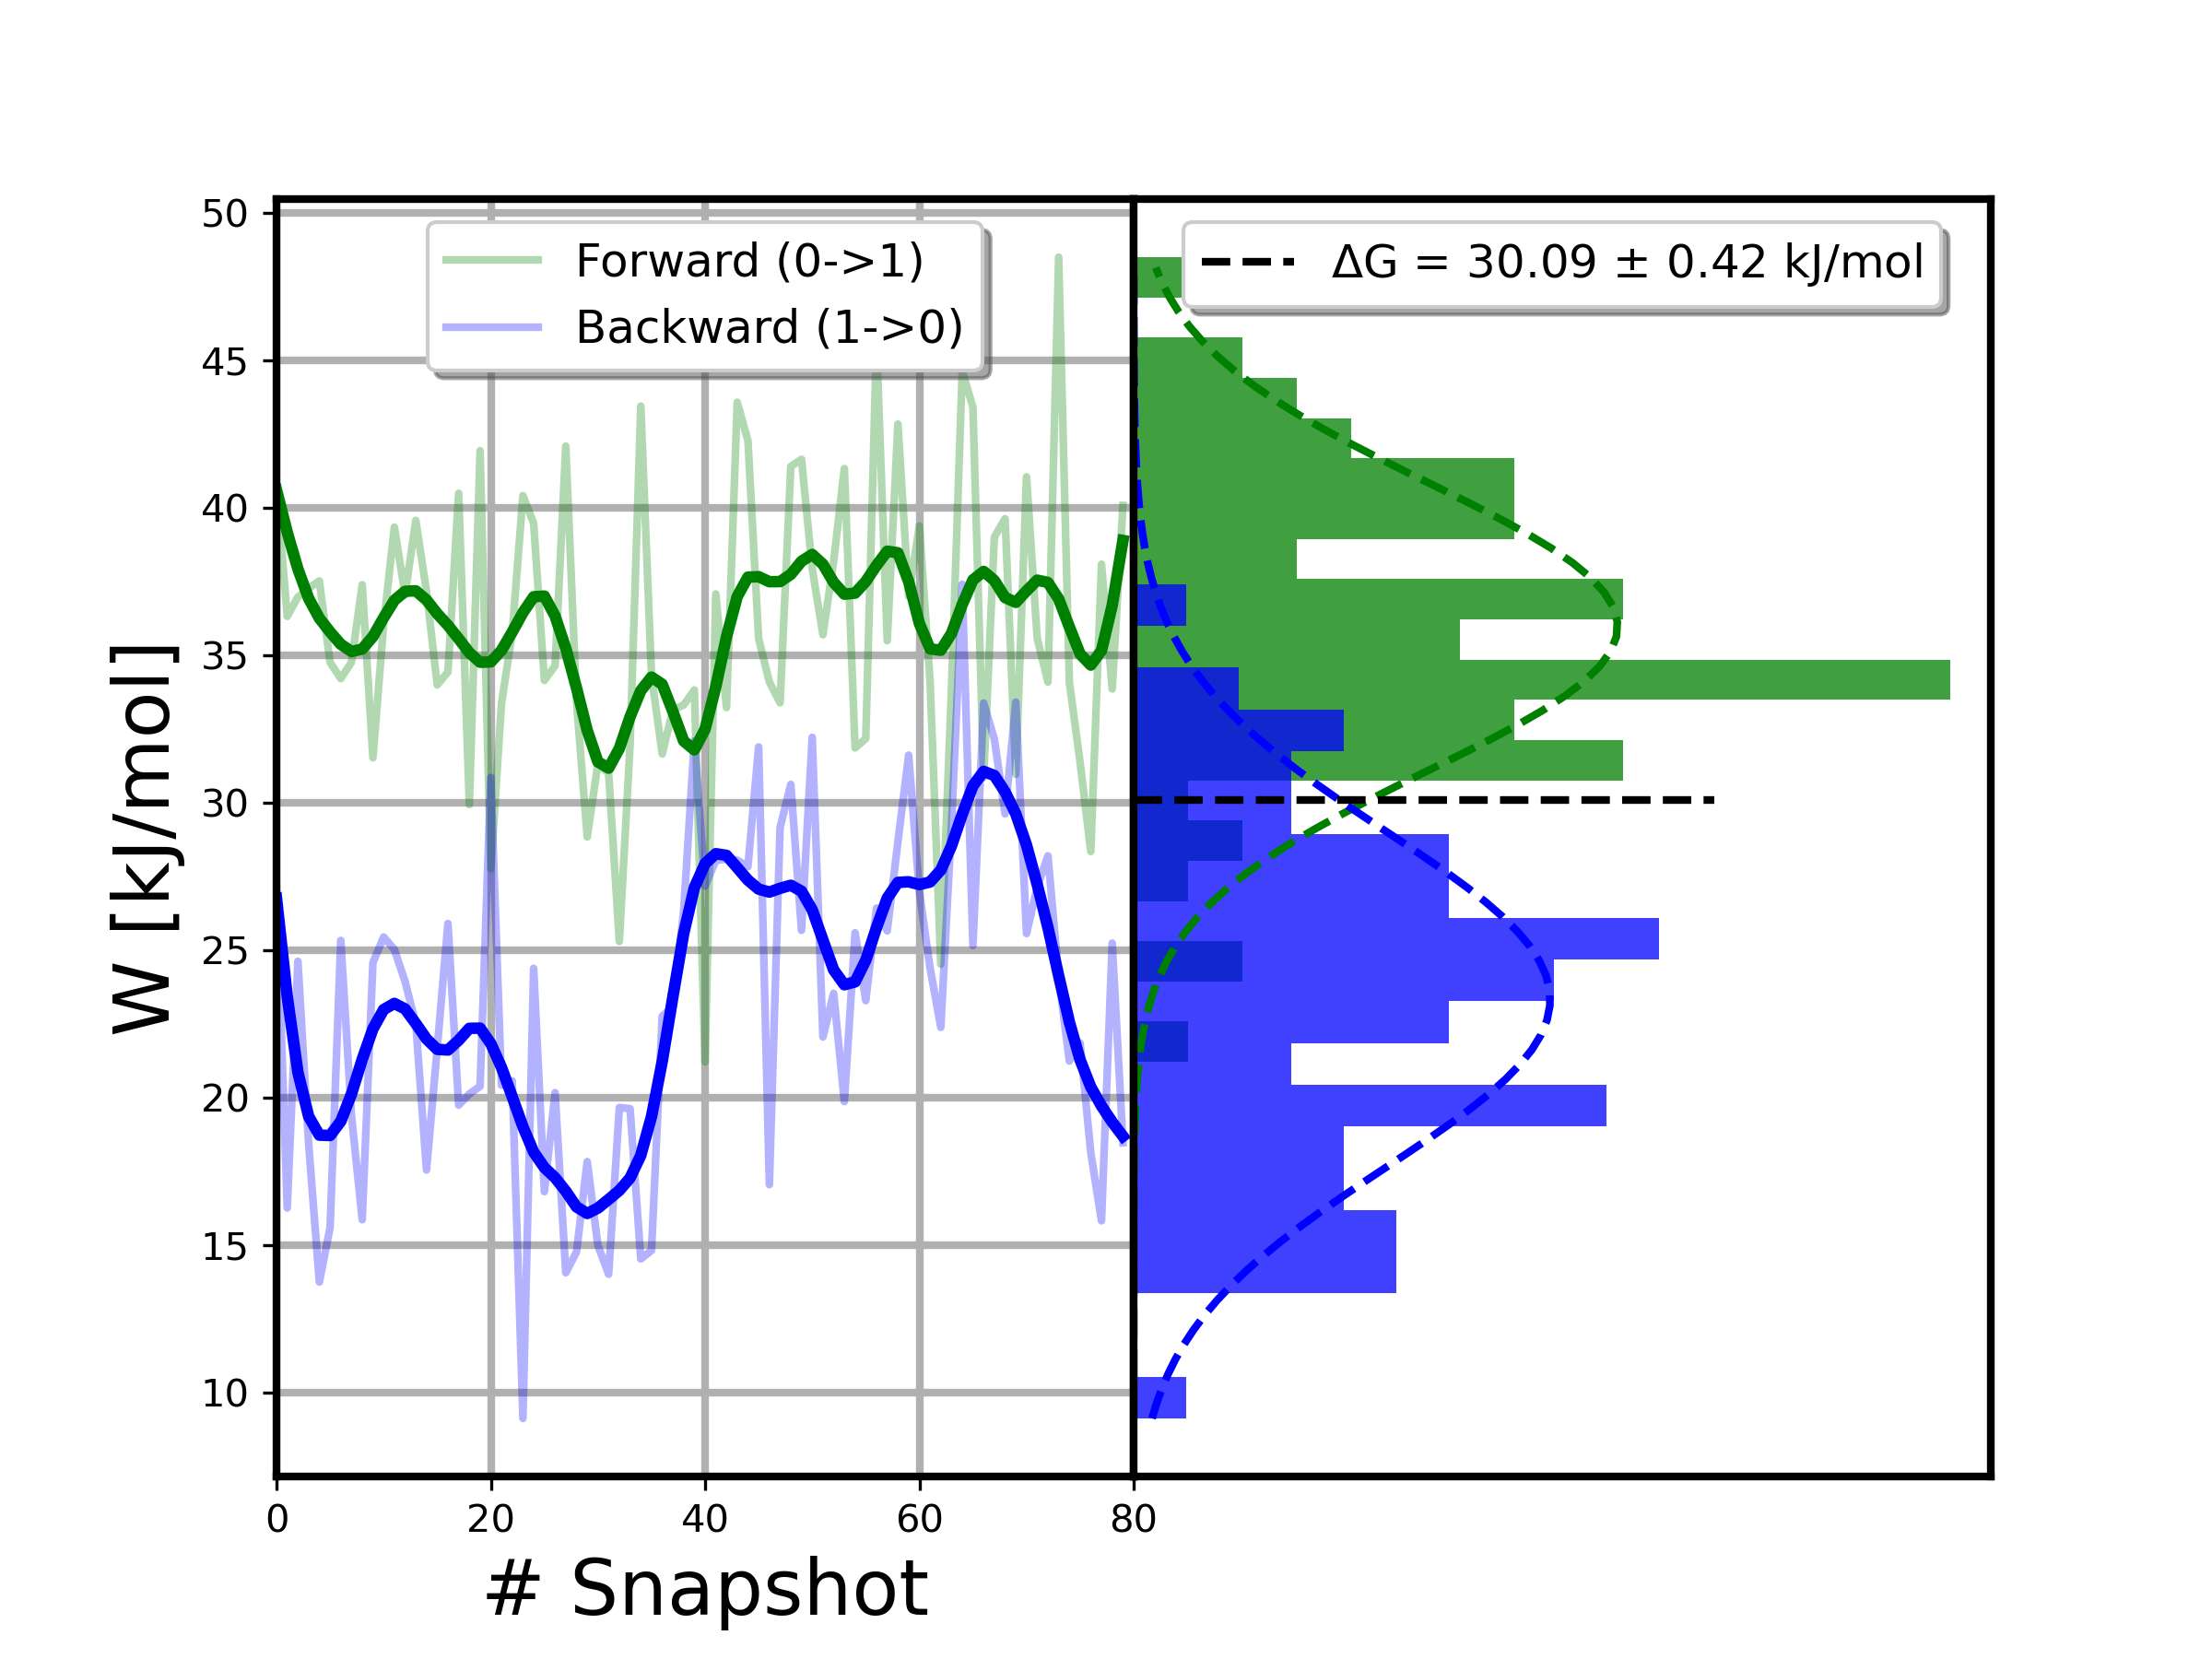 W [kJ/mol]
50
45
40
35
30
25
20
15
10
Forward (0->1)
Backward (1->0)
ΔG = 30.09 ± 0.42 kJ/mol
0 20 40 60 80
# Snapshot